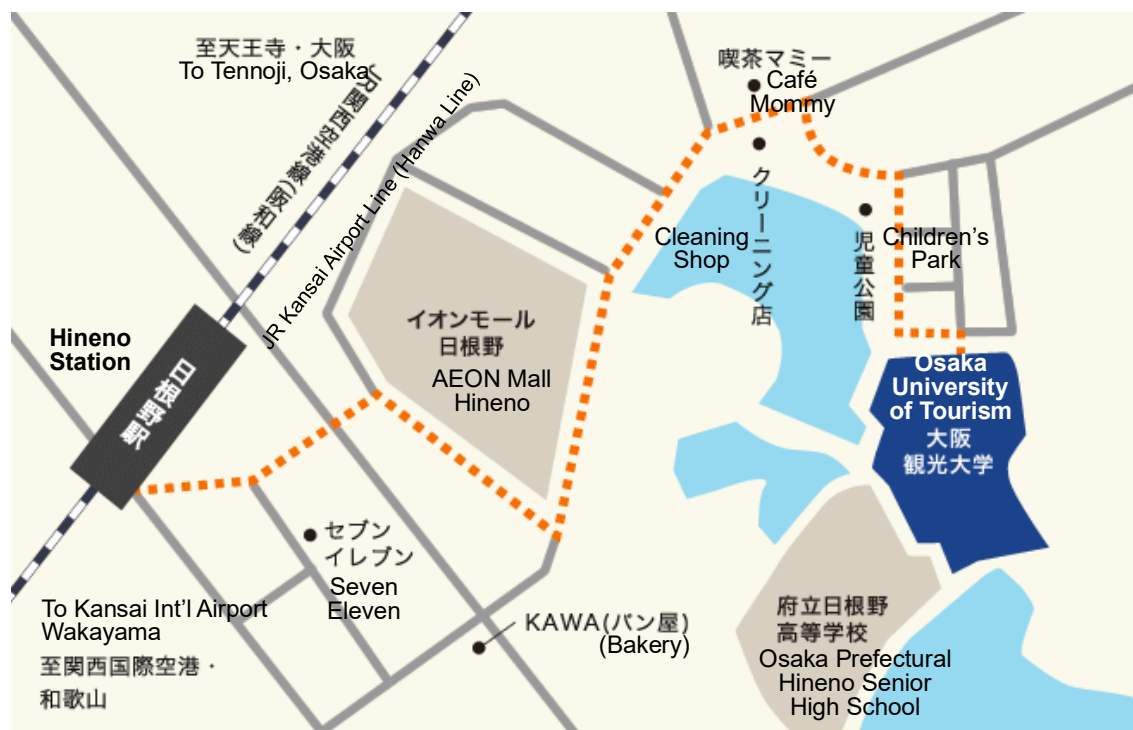 至天王寺・大阪
To Tennoji, Osaka
JR関西空港線(阪和線)
JR Kansai Airport Line (Hanwa Line)
喫茶マミー
Café
Mommy
クリーニング店
Cleaning
Shop
児童公園
Children's
Park
Hineno
Station
日根野駅
イオンモール
日根野
AEON Mall
Hineno
Osaka
University
of Tourism
大阪
観光大学
セブン
イレブン
Seven
Eleven
KAWA(パン屋)
(Bakery)
To Kansai Int'l Airport
Wakayama
至関西国際空港・
和歌山
府立日根野
高等学校
Osaka Prefectural
Hineno Senior
High School